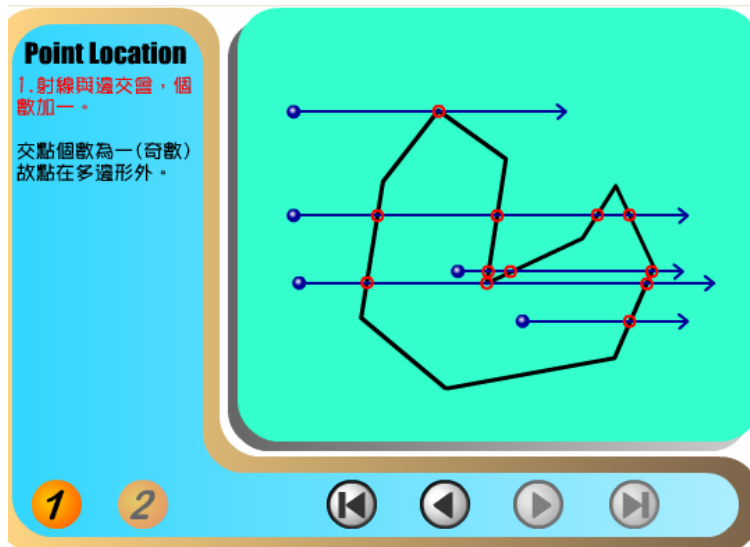 Point Location
1.射線與邊交會，個
數加一。
交點個數為一(奇數)
故點在多邊形外。
1 2